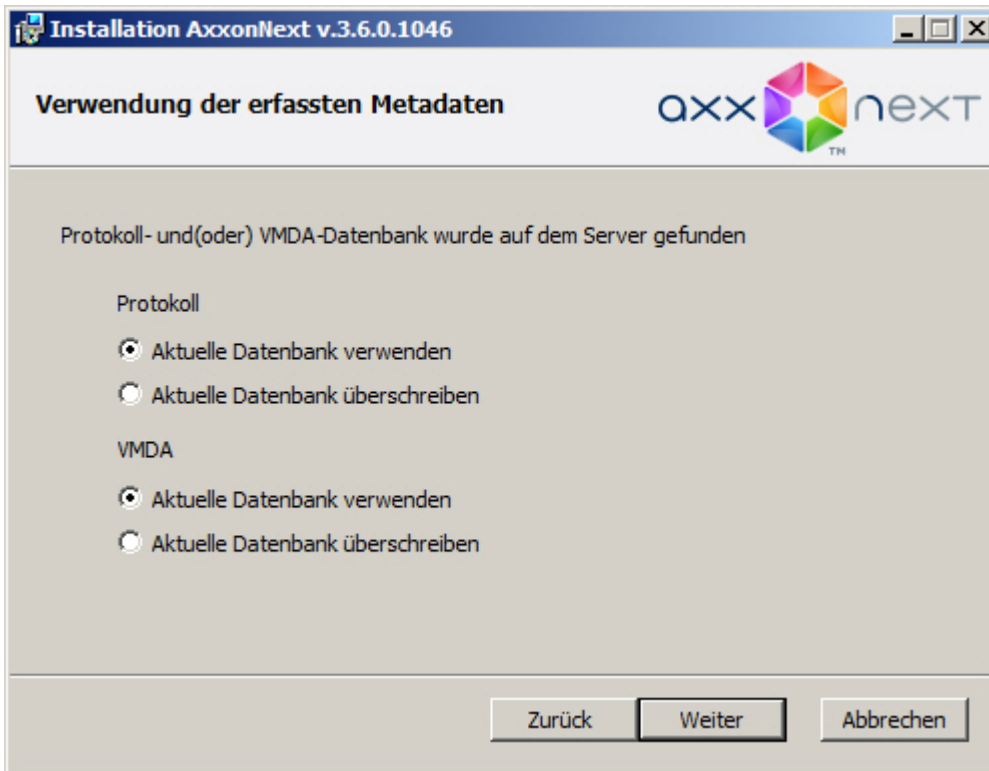 Installation AxxonNext v.3.6.0.1046
Verwendung der erfassten Metadaten
axx next
TM
Protokoll- und(oder) VMDA-Datenbank wurde auf dem Server gefunden
Protokoll
Aktuelle Datenbank verwenden
Aktuelle Datenbank überschreiben
VMDA
Aktuelle Datenbank verwenden
Aktuelle Datenbank überschreiben
Zurück Weiter Abbrechen